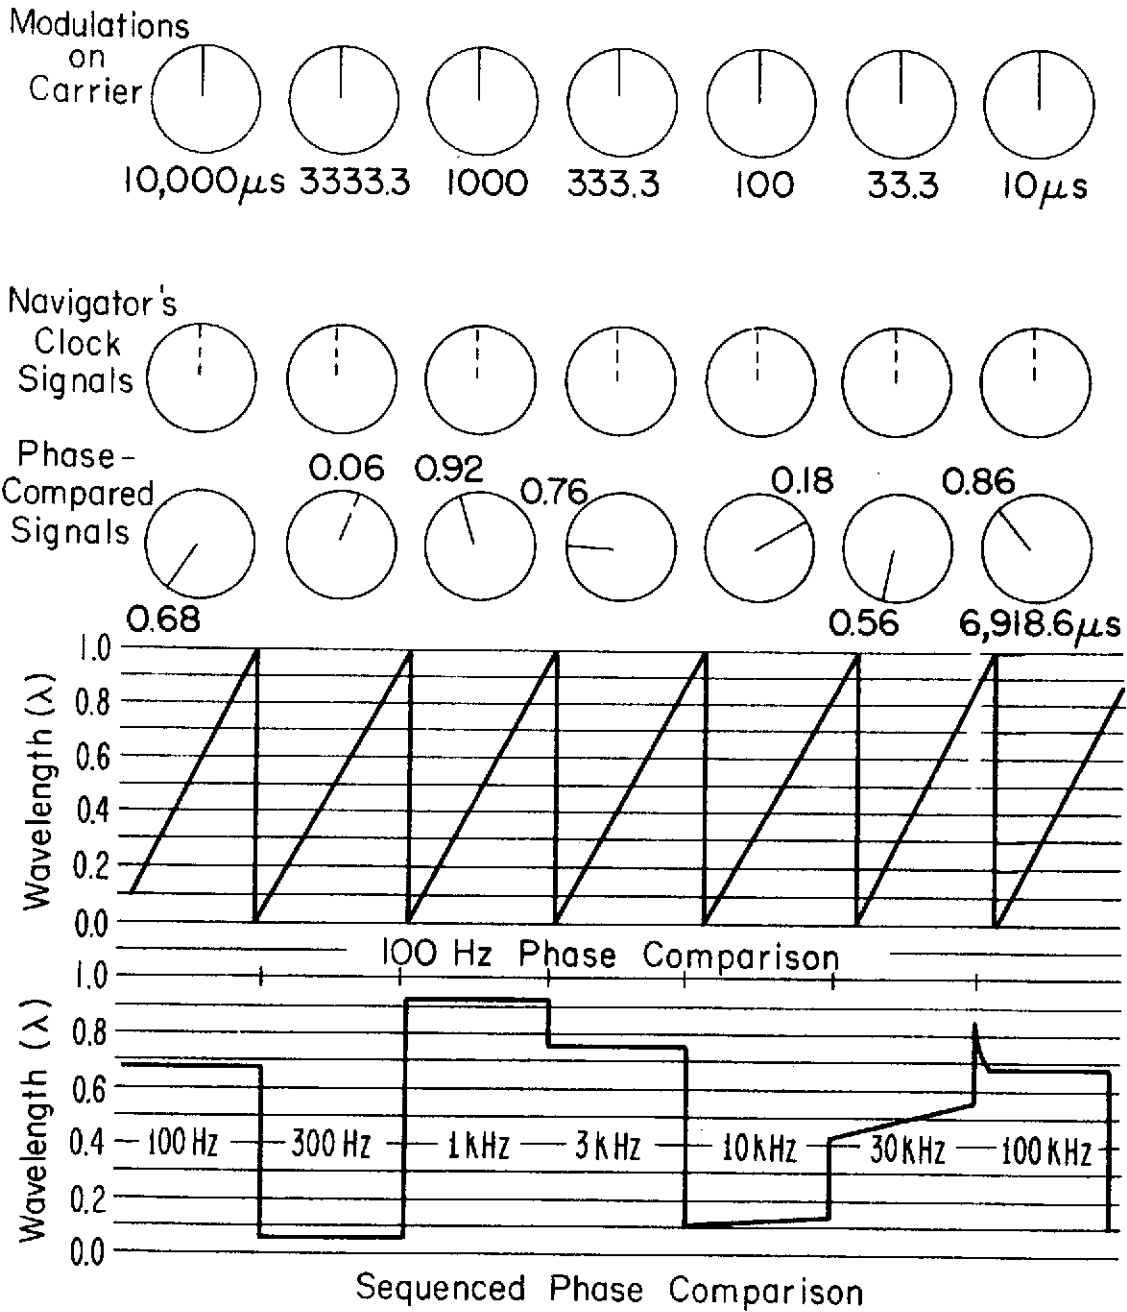 Modulations
on
Carrier
10,000μs 3333.3 1000 333.3 100 33.3 10μs
Navigator's
Clock
Signals
Phase-
Compared
Signals
0.06 0.92 0.76 0.18 0.86
0.68 0.56 6,918.6μs
Wavelength (λ)
1.0
0.8
0.6
0.4
0.2
0.0
100 Hz Phase Comparison
Wavelength (λ)
1.0
0.8
0.6
0.4
0.2
0.0
100 Hz 300 Hz 1 kHz 3 kHz 10 kHz 30 KHz 100 KHz
Sequenced Phase Comparison